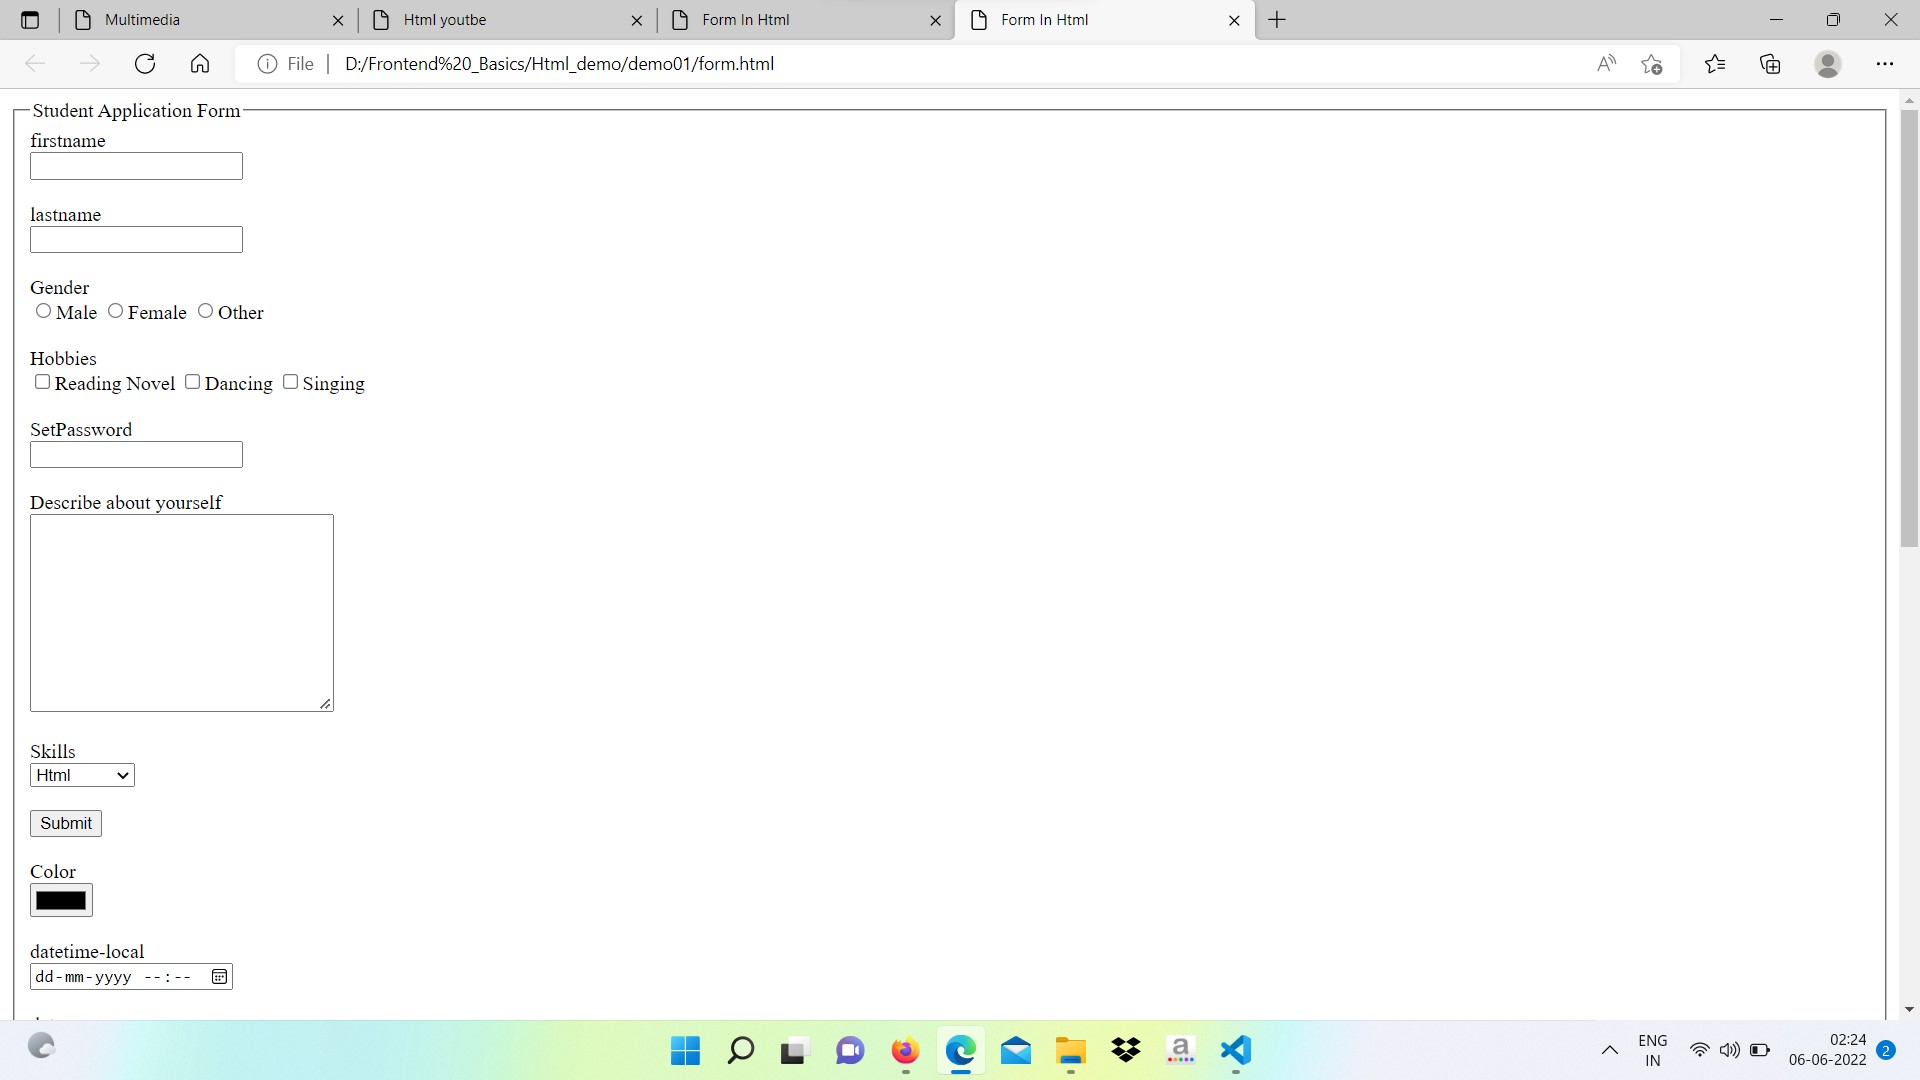 Multimedia
Html youtbe
Form In Html
Form In Html
File
D:/Frontend%20_Basics/Html_demo/demo01/form.html
Student Application Form
firstname
lastname
Gender
Male Female Other
Hobbies
Reading Novel Dancing Singing
SetPassword
Describe about yourself
Skills
Html
Submit
Color
datetime-local
dd-mm-yyyy --:--
a
ENG
IN
02:24
06-06-2022
2